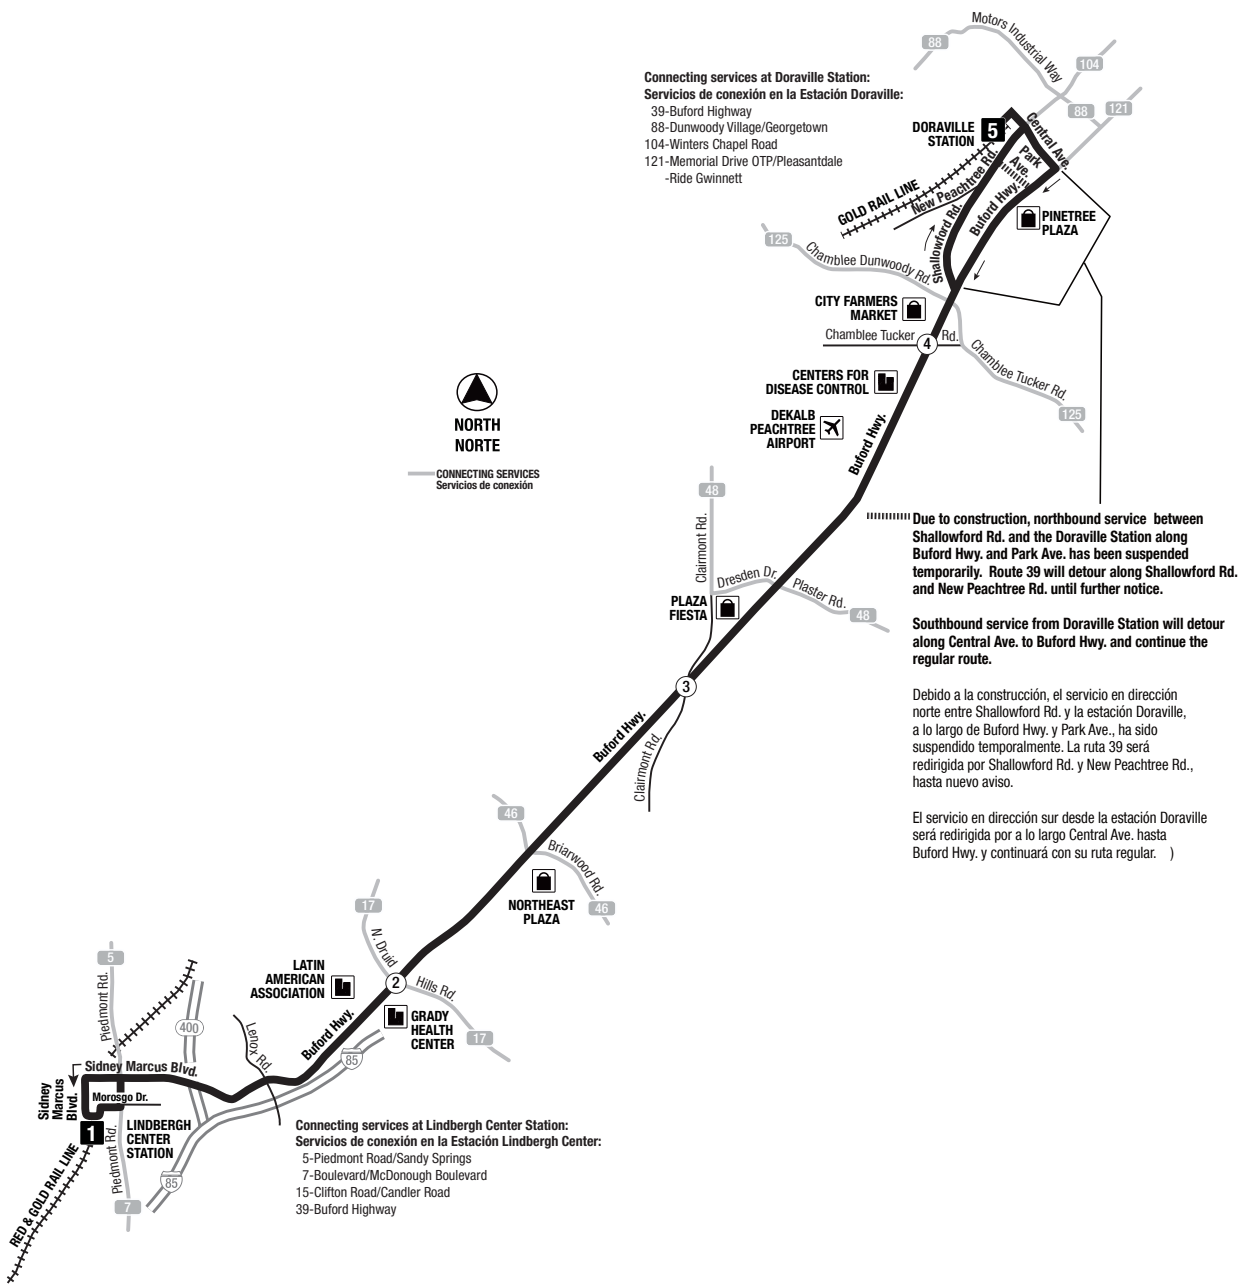 Motors Industrial Way
88
104
88
121
Connecting services at Doraville Station:
Servicios de conexión en la Estación Doraville:
39-Buford Highway
88-Dunwoody Village/Georgetown
104-Winters Chapel Road
121-Memorial Drive OTP/Pleasantdale
-Ride Gwinnett
DORAVILLE
STATION
5
Central Ave.
Park
Ave.
New Peachtree Rd.
GOLD RAIL LINE
Shallowford Rd.
Buford Hwy.
PINETREE
PLAZA
125
Chamblee Dunwoody Rd.
CITY FARMERS
MARKET
Chamblee Tucker Rd.
4
Chamblee Tucker Rd.
125
CENTERS FOR
DISEASE CONTROL
DEKALB
PEACHTREE
AIRPORT
Buford Hwy.
NORTH
NORTE
CONNECTING SERVICES
Servicios de conexión
48
Clairmont Rd.
Dresden Dr.
Plaster Rd.
48
PLAZA
FIESTA
3
Buford Hwy.
Clairmont Rd.
Due to construction, northbound service between
Shallowford Rd. and the Doraville Station along
Buford Hwy. and Park Ave. has been suspended
temporarily. Route 39 will detour along Shallowford Rd.
and New Peachtree Rd. until further notice.
Southbound service from Doraville Station will detour
along Central Ave. to Buford Hwy. and continue the
regular route.
Debido a la construcción, el servicio en dirección
norte entre Shallowford Rd. y la estación Doraville,
a lo largo de Buford Hwy. y Park Ave., ha sido
suspendido temporalmente. La ruta 39 será
redirigida por Shallowford Rd. y New Peachtree Rd.,
hasta nuevo aviso.
El servicio en dirección sur desde la estación Doraville
será redirigida por a lo largo Central Ave. hasta
Buford Hwy. y continuará con su ruta regular. )
46
Briarwood Rd.
46
NORTHEAST
PLAZA
17
N. Druid
Hills Rd.
17
2
LATIN
AMERICAN
ASSOCIATION
GRADY
HEALTH
CENTER
Buford Hwy.
85
5
Piedmont Rd.
400
Lenox Rd.
Sidney Marcus Blvd.
Sidney
Marcus
Blvd.
Morosgo Dr.
1
LINDBERGH
CENTER
STATION
Piedmont Rd.
7
85
RED & GOLD RAIL LINE
Connecting services at Lindbergh Center Station:
Servicios de conexión en la Estación Lindbergh Center:
5-Piedmont Road/Sandy Springs
7-Boulevard/McDonough Boulevard
15-Clifton Road/Candler Road
39-Buford Highway